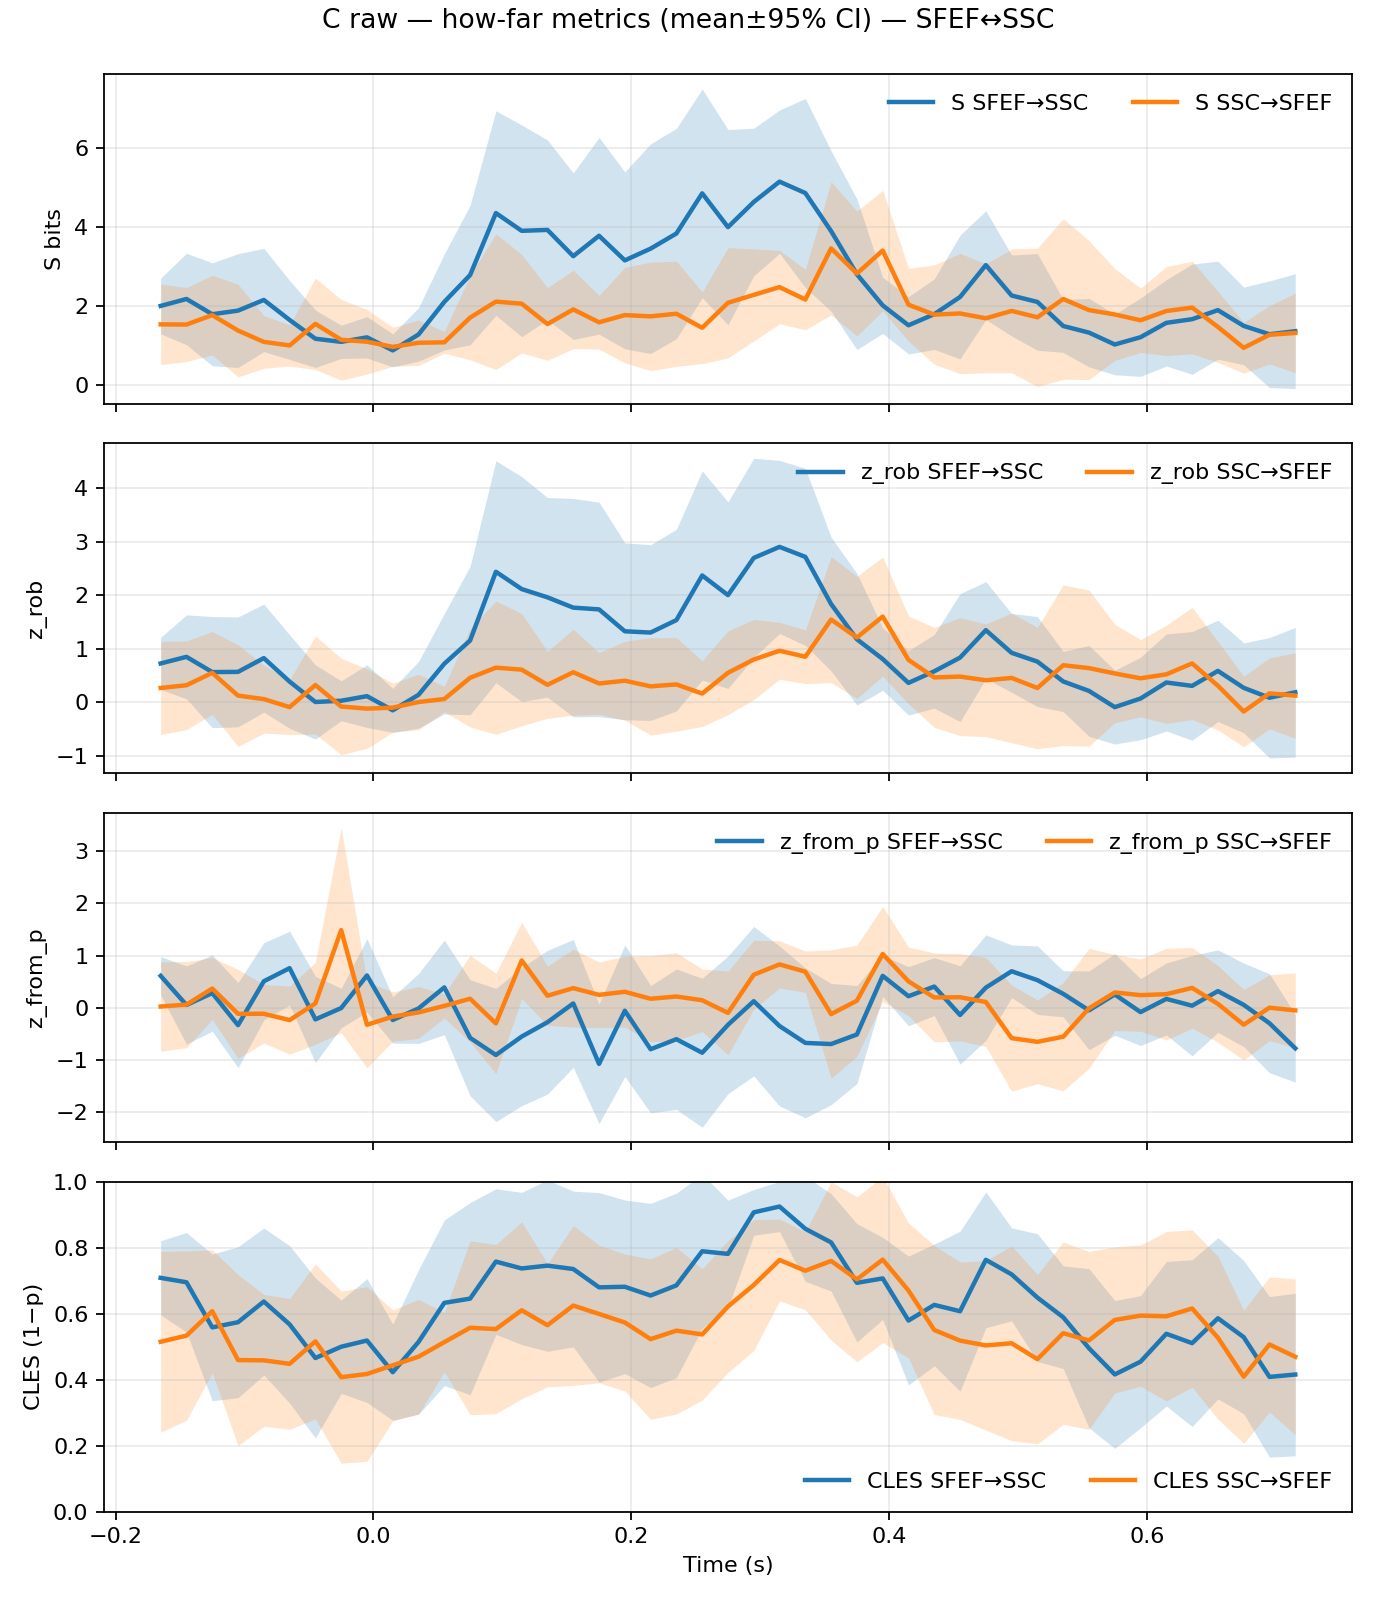 C raw — how-far metrics (mean±95% CI) — SFEF↔SSC
S SFEF→SSC S SSC→SFEF
6
4
2
0
S bits
z_rob SFEF→SSC z_rob SSC→SFEF
4
3
2
1
0
−1
z_rob
z_from_p SFEF→SSC z_from_p SSC→SFEF
3
2
1
0
−1
−2
z_from_p
1.0
0.8
0.6
0.4
0.2
0.0
CLES (1−p)
CLES SFEF→SSC CLES SSC→SFEF
−0.2 0.0 0.2 0.4 0.6
Time (s)